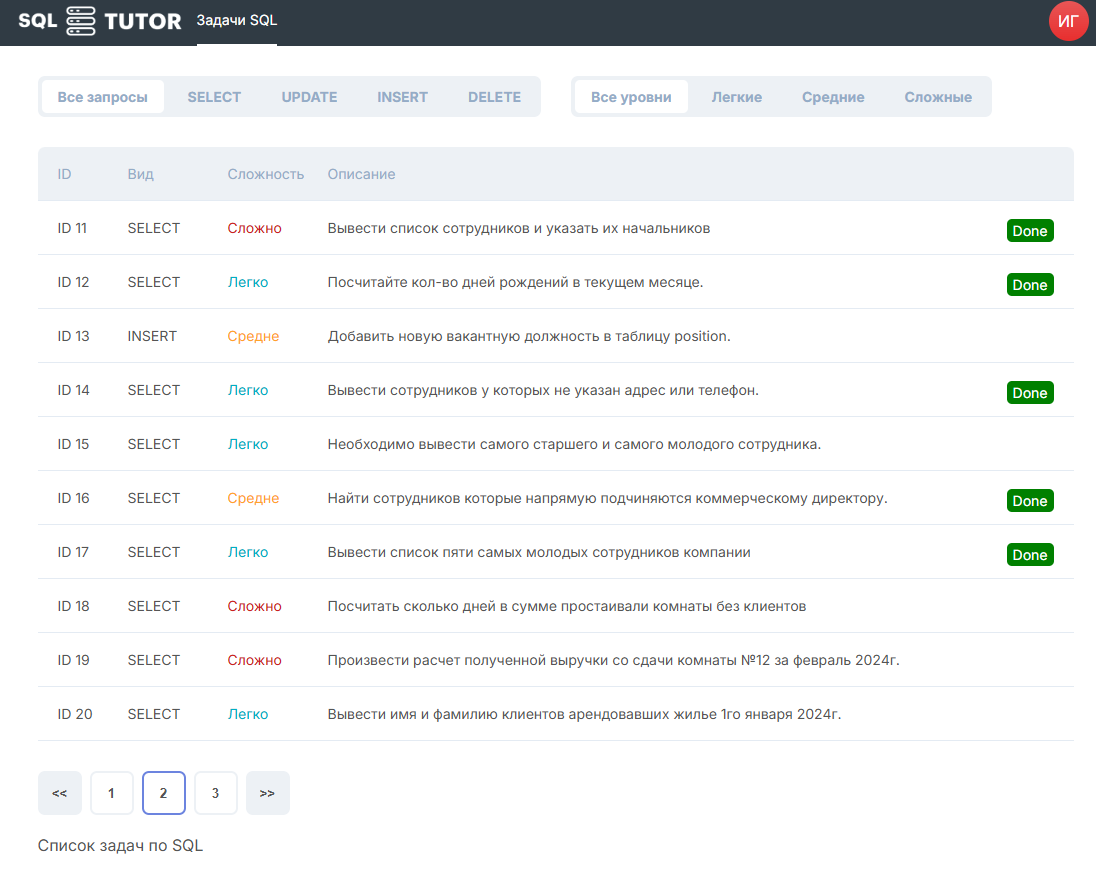 SQL TUTOR Задачи SQL ИГ
Все запросы SELECT UPDATE INSERT DELETE Все уровни Легкие Средние Сложные
ID Вид Сложность Описание
ID 11 SELECT Сложно Вывести список сотрудников и указать их начальников Done
ID 12 SELECT Легко Посчитайте кол-во дней рождений в текущем месяце. Done
ID 13 INSERT Средне Добавить новую вакантную должность в таблицу position.
ID 14 SELECT Легко Вывести сотрудников у которых не указан адрес или телефон. Done
ID 15 SELECT Легко Необходимо вывести самого старшего и самого молодого сотрудника.
ID 16 SELECT Средне Найти сотрудников которые напрямую подчиняются коммерческому директору. Done
ID 17 SELECT Легко Вывести список пяти самых молодых сотрудников компании Done
ID 18 SELECT Сложно Посчитать сколько дней в сумме простаивали комнаты без клиентов
ID 19 SELECT Сложно Произвести расчет полученной выручки со сдачи комнаты №12 за февраль 2024г.
ID 20 SELECT Легко Вывести имя и фамилию клиентов арендовавших жилье 1го января 2024г.
<< 1 2 3 >>
Список задач по SQL